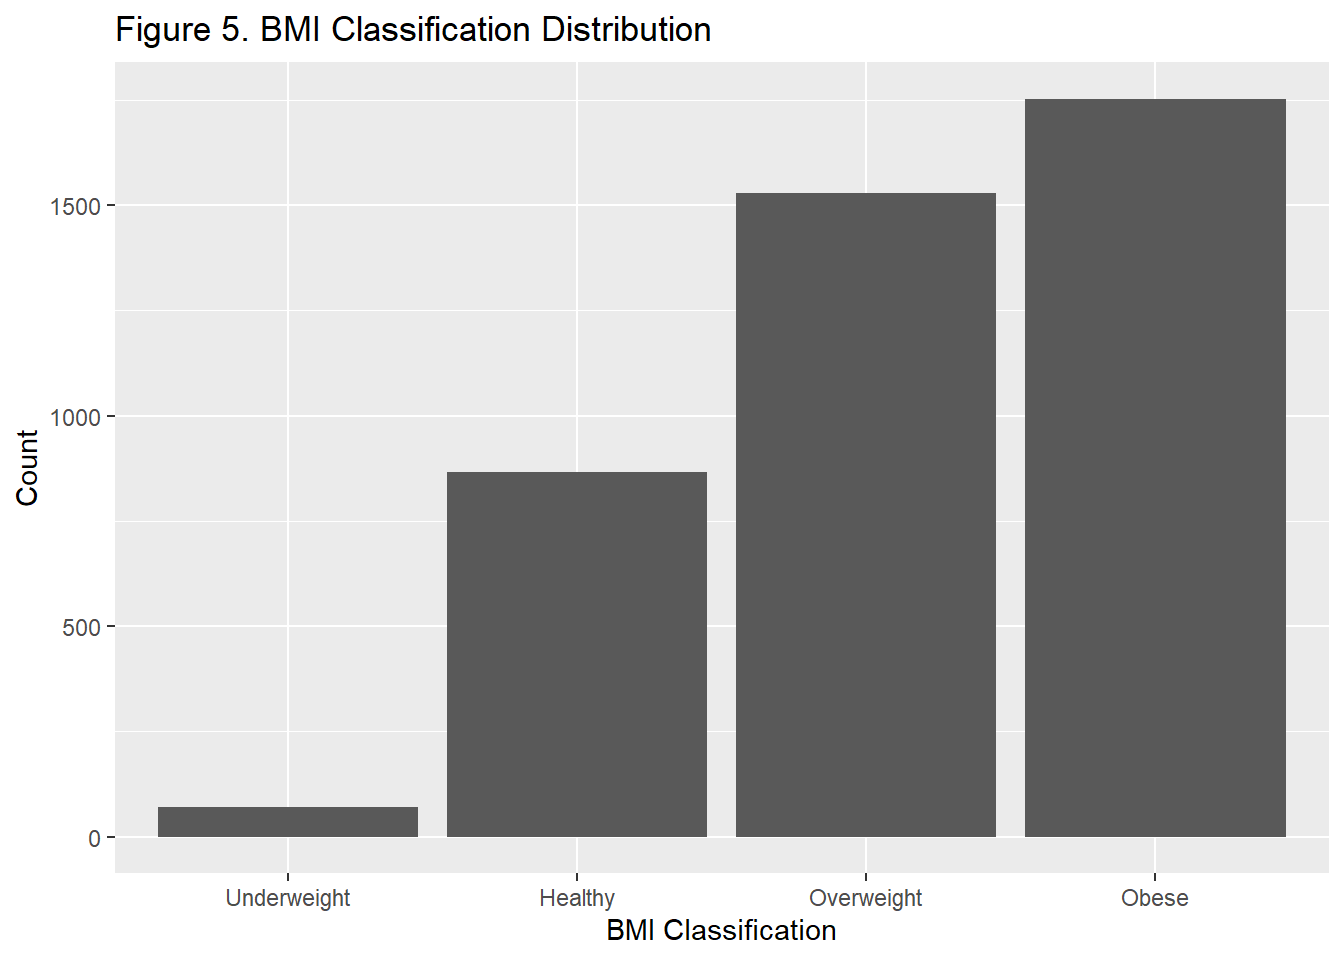 Figure 5. BMI Classification Distribution
1500
1000
500
0
Count
Underweight Healthy Overweight Obese
BMI Classification